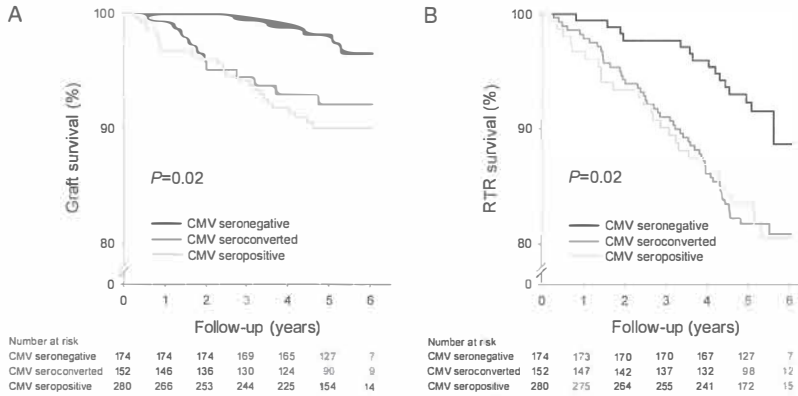 A
Graft survival (%)
100
90
80
0
P=0.02
CMV seronegative
CMV seroconverted
CMV seropositive
0 1 2 3 4 5 6
Follow-up (years)
Number at risk
CMV seronegative 174 174 174 169 165 127 7
CMV seroconverted 152 146 136 130 124 90 9
CMV seropositive 280 266 253 244 225 154 14
B
RTR survival (%)
100
90
80
0
P=0.02
CMV seronegative
CMV seroconverted
CMV seropositive
0 1 2 3 4 5 6
Follow-up (years)
Number at risk
CMV seronegative 174 173 170 170 167 127 7
CMV seroconverted 152 147 142 137 132 98 12
CMV seropositive 280 275 264 255 241 172 15